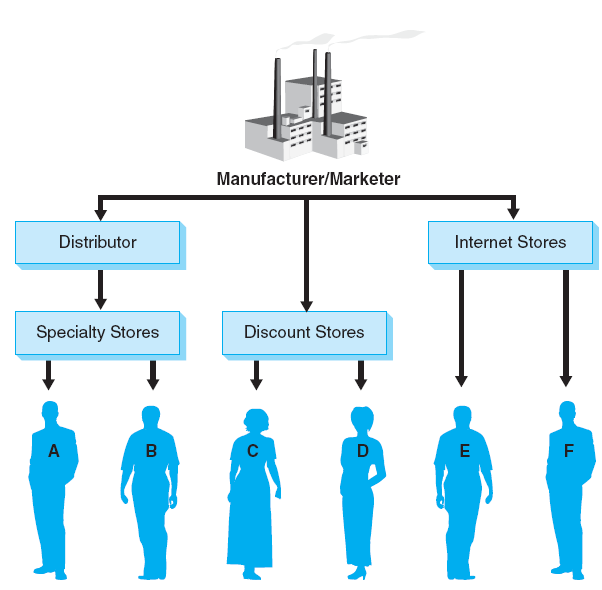 Manufacturer/Marketer
Distributor
Internet Stores
Specialty Stores
Discount Stores
A
B
C
D
E
F